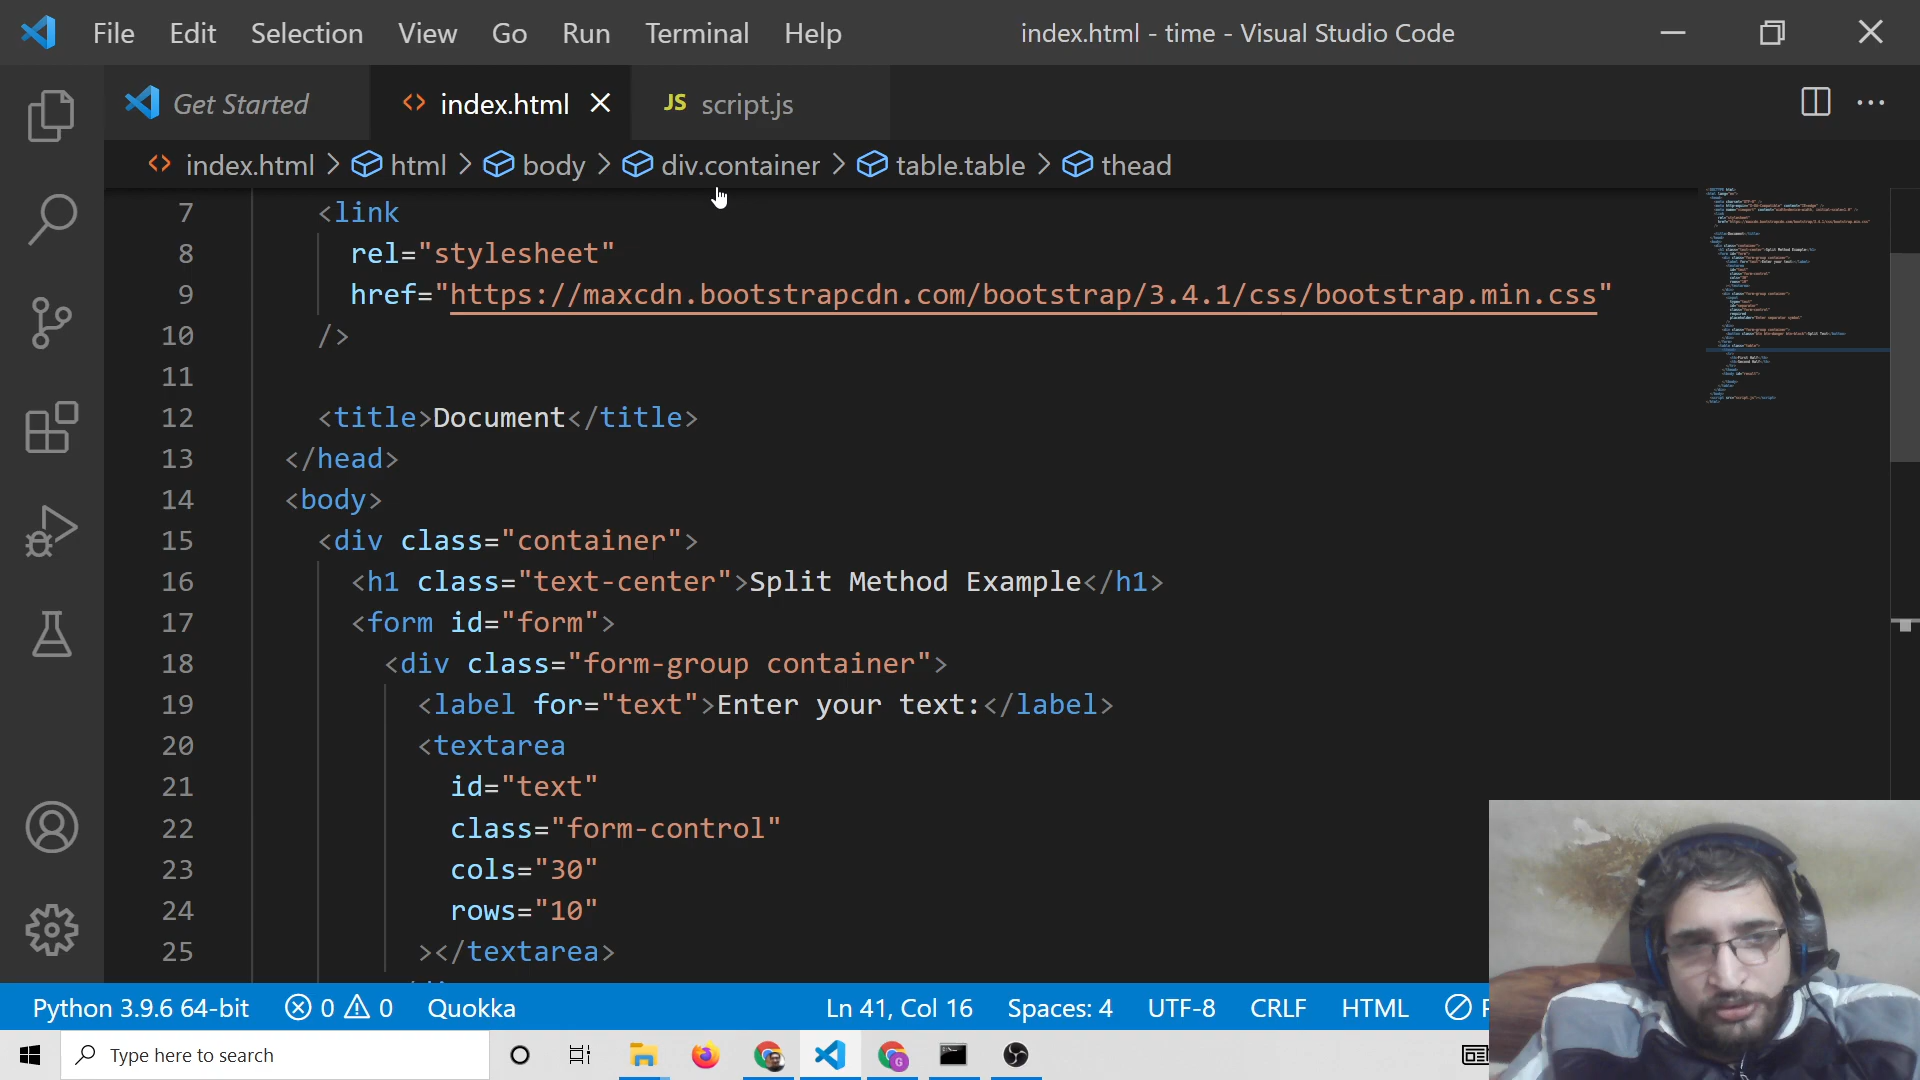 File Edit Selection View Go Run Terminal Help index.html - time - Visual Studio Code
Get Started index.html JS script.js
index.html > html > body > div.container > table.table > thead
7 <link
8 rel="stylesheet"
9 href="https://maxcdn.bootstrapcdn.com/bootstrap/3.4.1/css/bootstrap.min.css"
10 />
11
12 <title>Document</title>
13 </head>
14 <body>
15 <div class="container">
16 <h1 class="text-center">Split Method Example</h1>
17 <form id="form">
18 <div class="form-group container">
19 <label for="text">Enter your text:</label>
20 <textarea
21 id="text"
22 class="form-control"
23 cols="30"
24 rows="10"
25 ></textarea>
Python 3.9.6 64-bit 0 0 Quokka Ln 41, Col 16 Spaces: 4 UTF-8 CRLF HTML
Type here to search